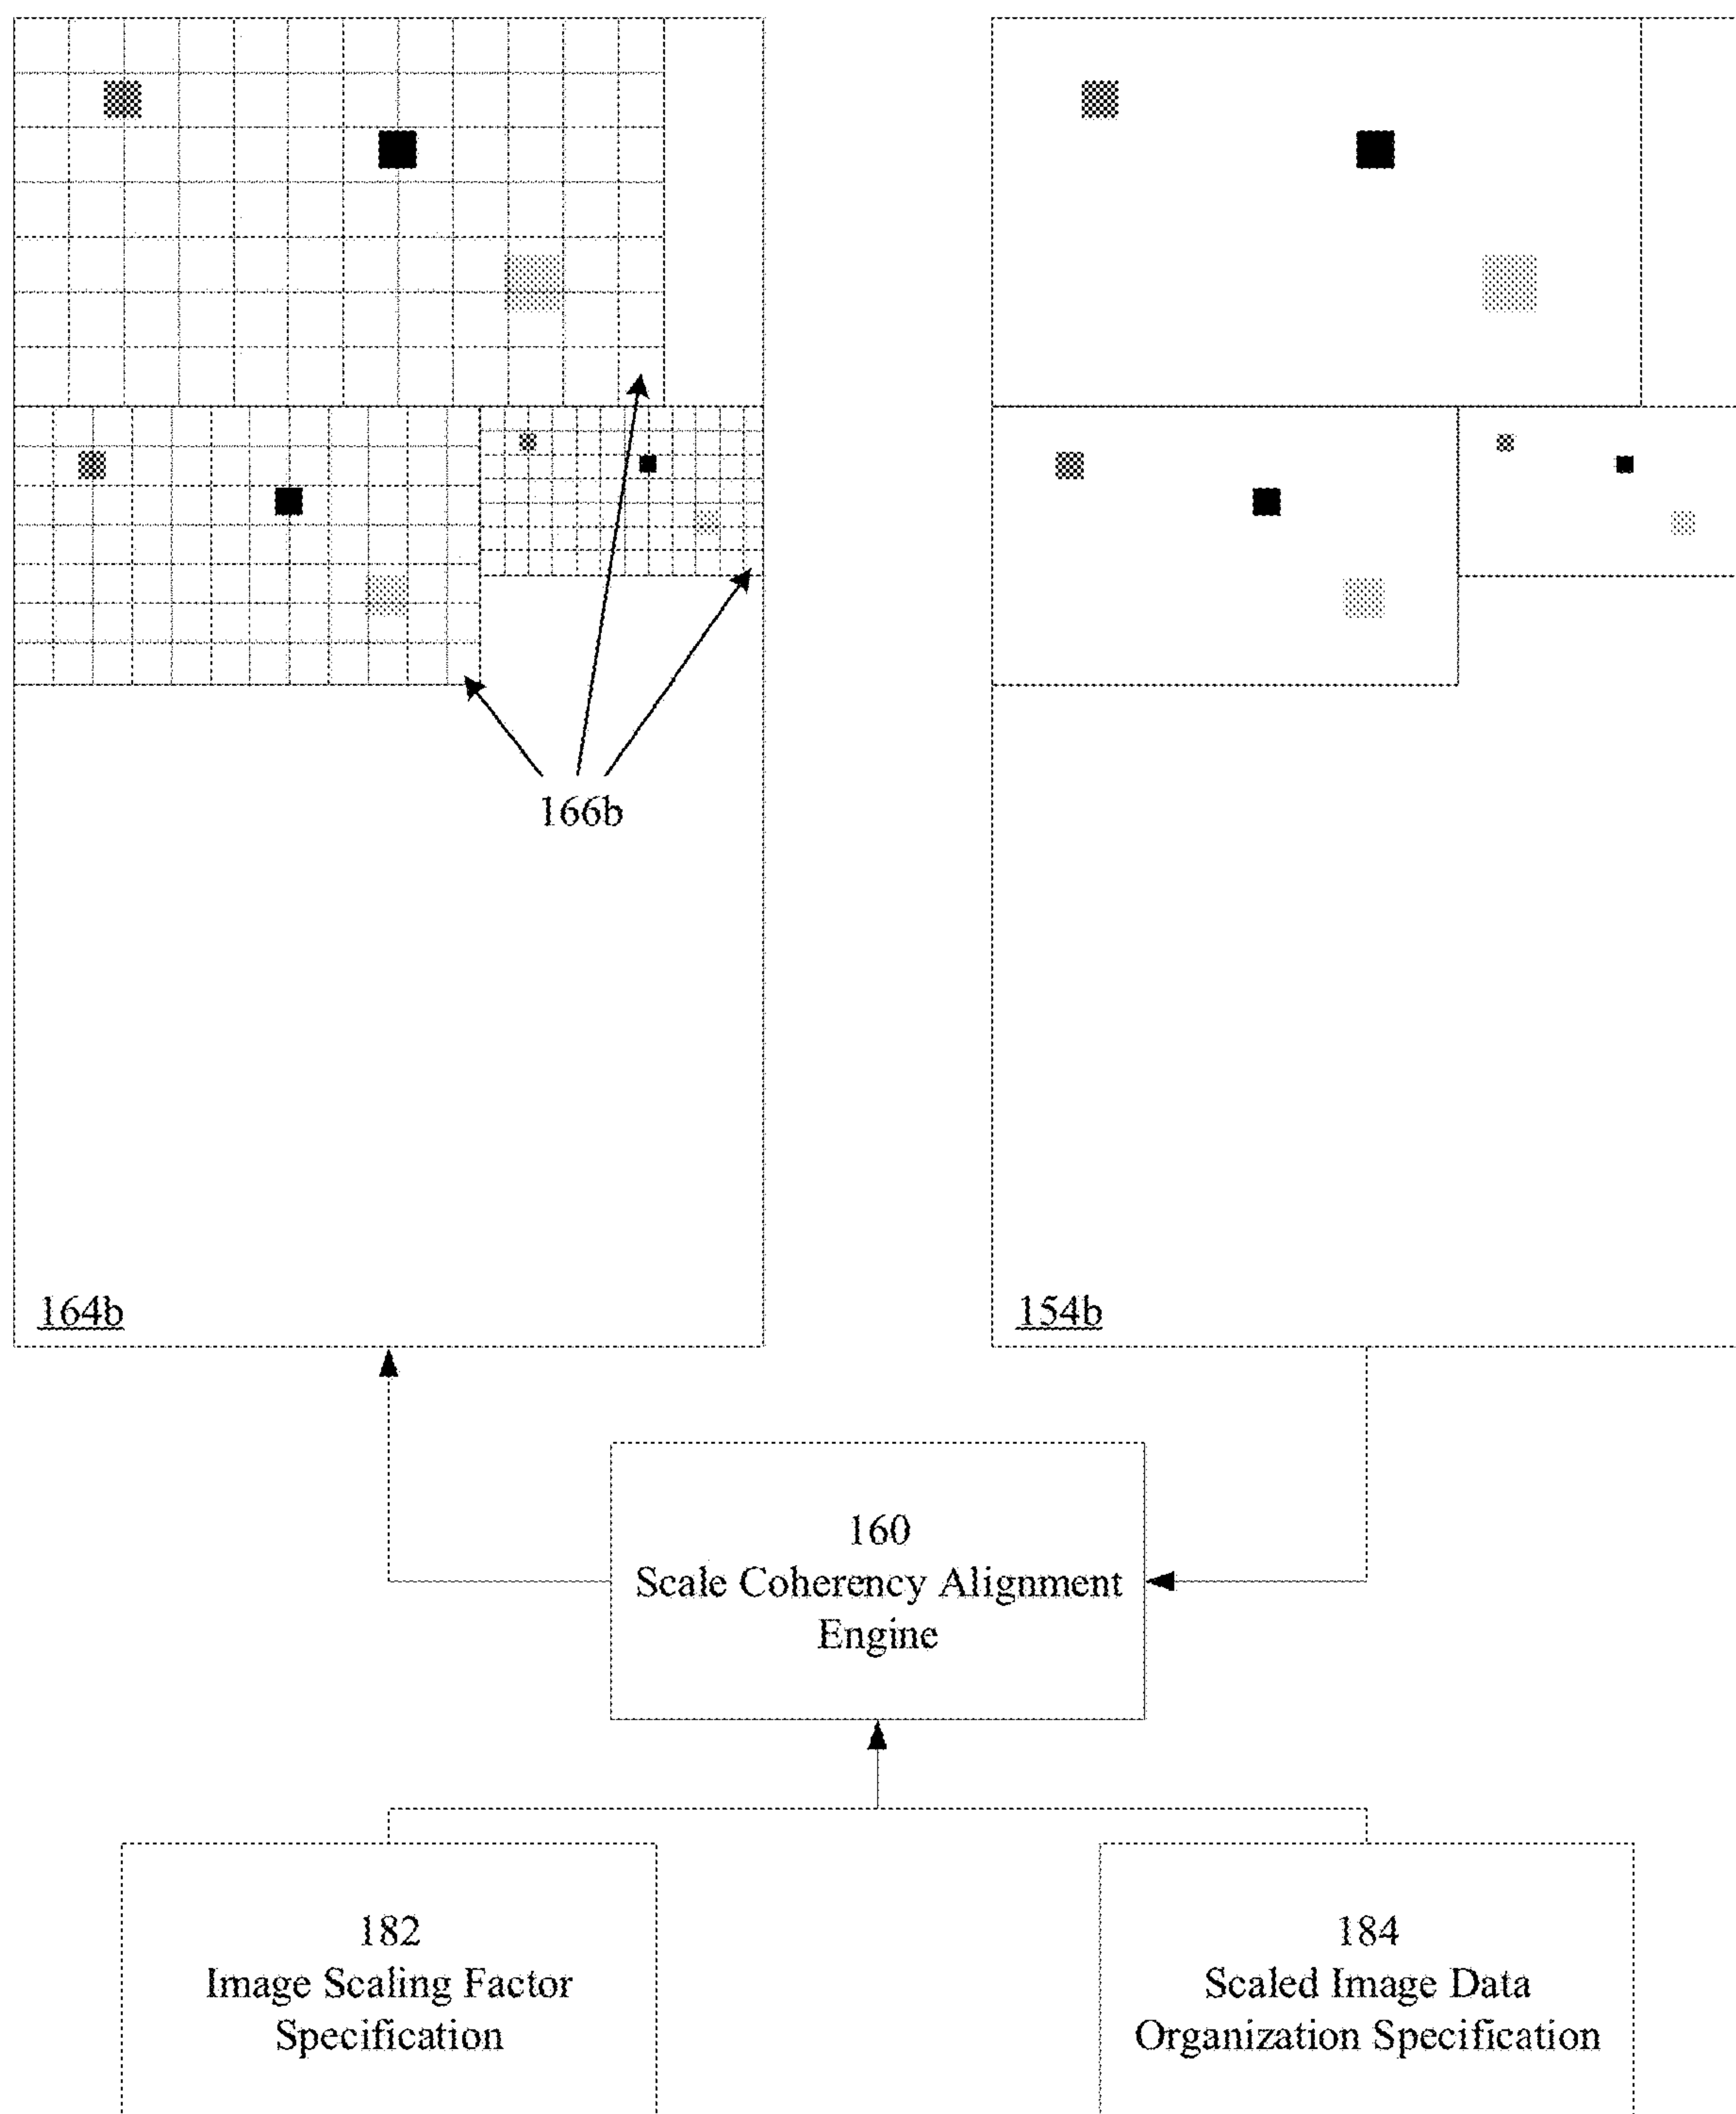 166b
164b
154b
160
Scale Coherency Alignment
Engine
182
Image Scaling Factor
Specification
184
Scaled Image Data
Organization Specification